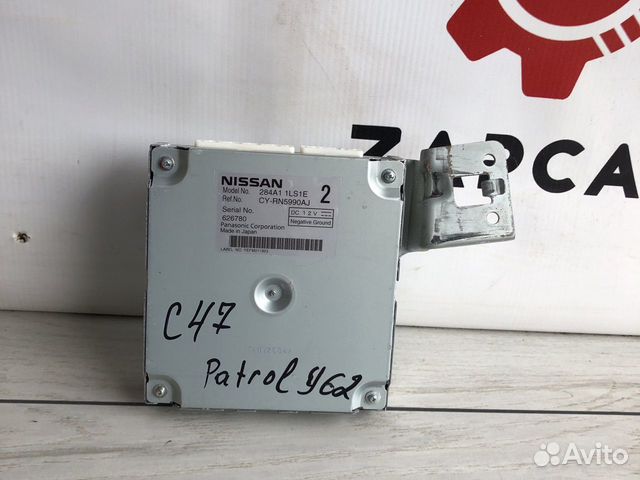 ZAPCA
NISSAN
2
Model No. 284A1 1LS1E
Ref.No. CY-RN5990AJ
DC 12V
Serial No.
626780
Negative Ground
Panasonic Corporation
Made in Japan
C47
Patrol Y62
Avito